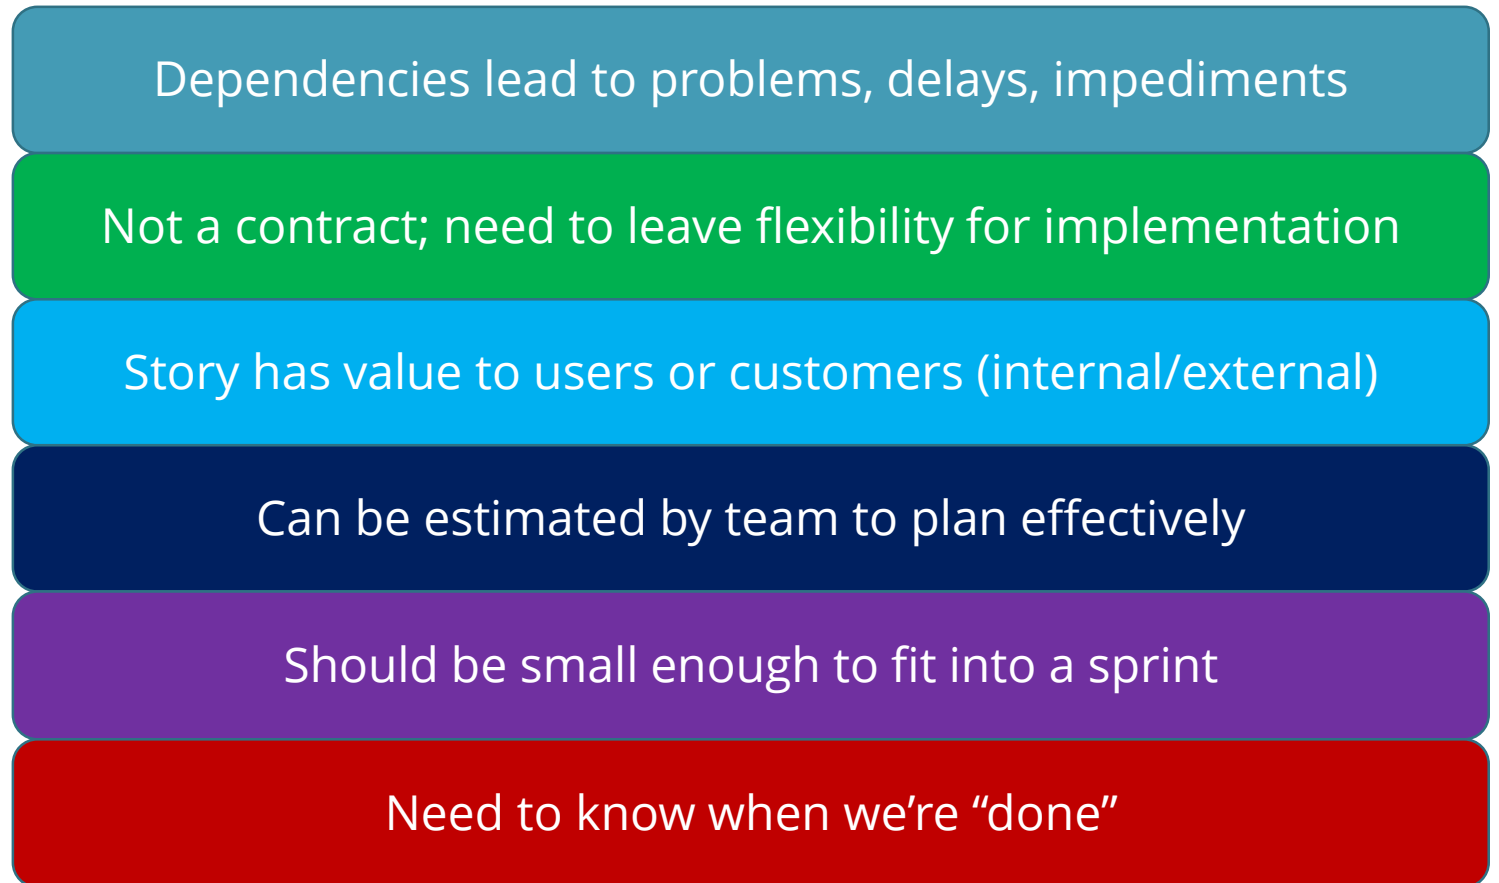 Dependencies lead to problems, delays, impediments
Not a contract; need to leave flexibility for implementation
Story has value to users or customers (internal/external)
Can be estimated by team to plan effectively
Should be small enough to fit into a sprint
Need to know when we’re “done”